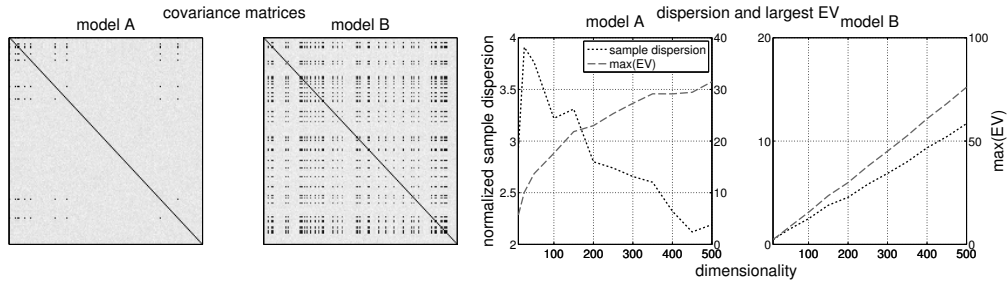 covariance matrices
model A
model B
dispersion and largest EV
model A
model B
normalized sample dispersion
4
3.5
3
2.5
2
40
30
20
10
0
sample dispersion
max(EV)
100 200 300 400 500
20
10
0
100
50
0
max(EV)
100 200 300 400 500
dimensionality